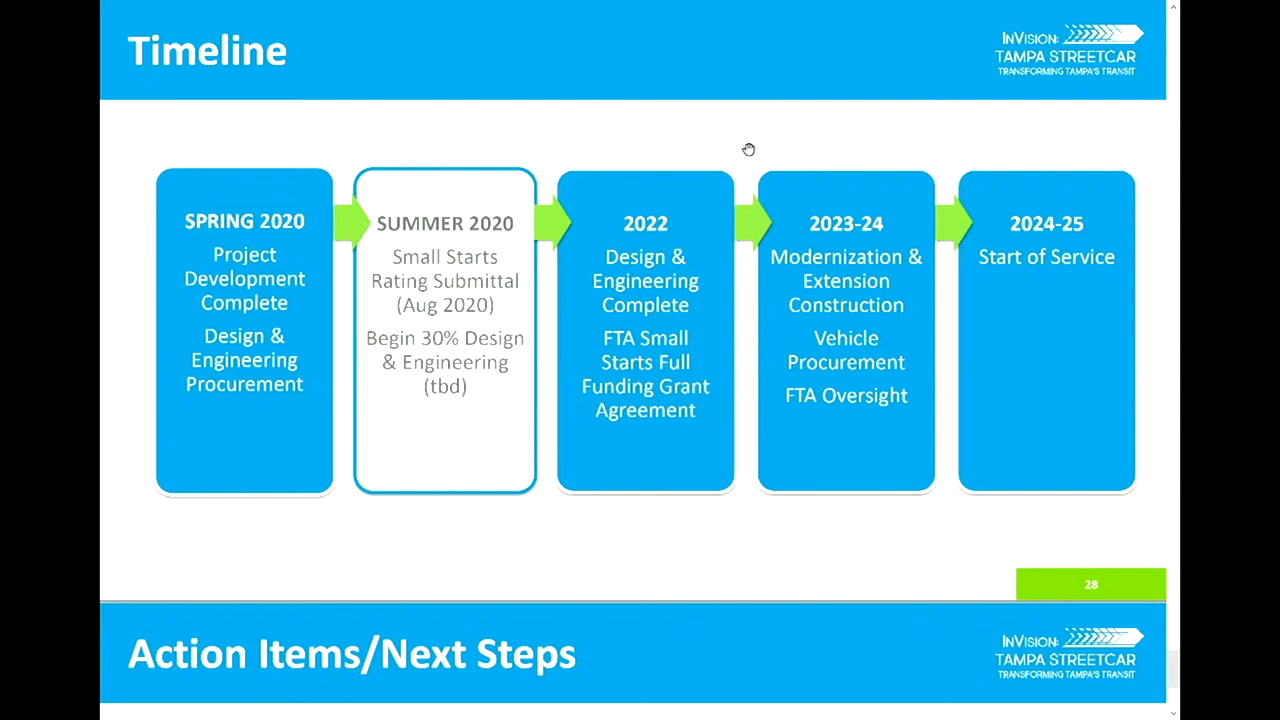 Timeline
InVision:
TAMPA STREETCAR
TRANSFORMING TAMPA'S TRANSIT
SPRING 2020
Project
Development
Complete
Design &
Engineering
Procurement
SUMMER 2020
Small Starts
Rating Submittal
(Aug 2020)
Begin 30% Design
& Engineering
(tbd)
2022
Design &
Engineering
Complete
FTA Small
Starts Full
Funding Grant
Agreement
2023-24
Modernization &
Extension
Construction
Vehicle
Procurement
FTA Oversight
2024-25
Start of Service
28
Action Items/Next Steps
InVision:
TAMPA STREETCAR
TRANSFORMING TAMPA'S TRANSIT